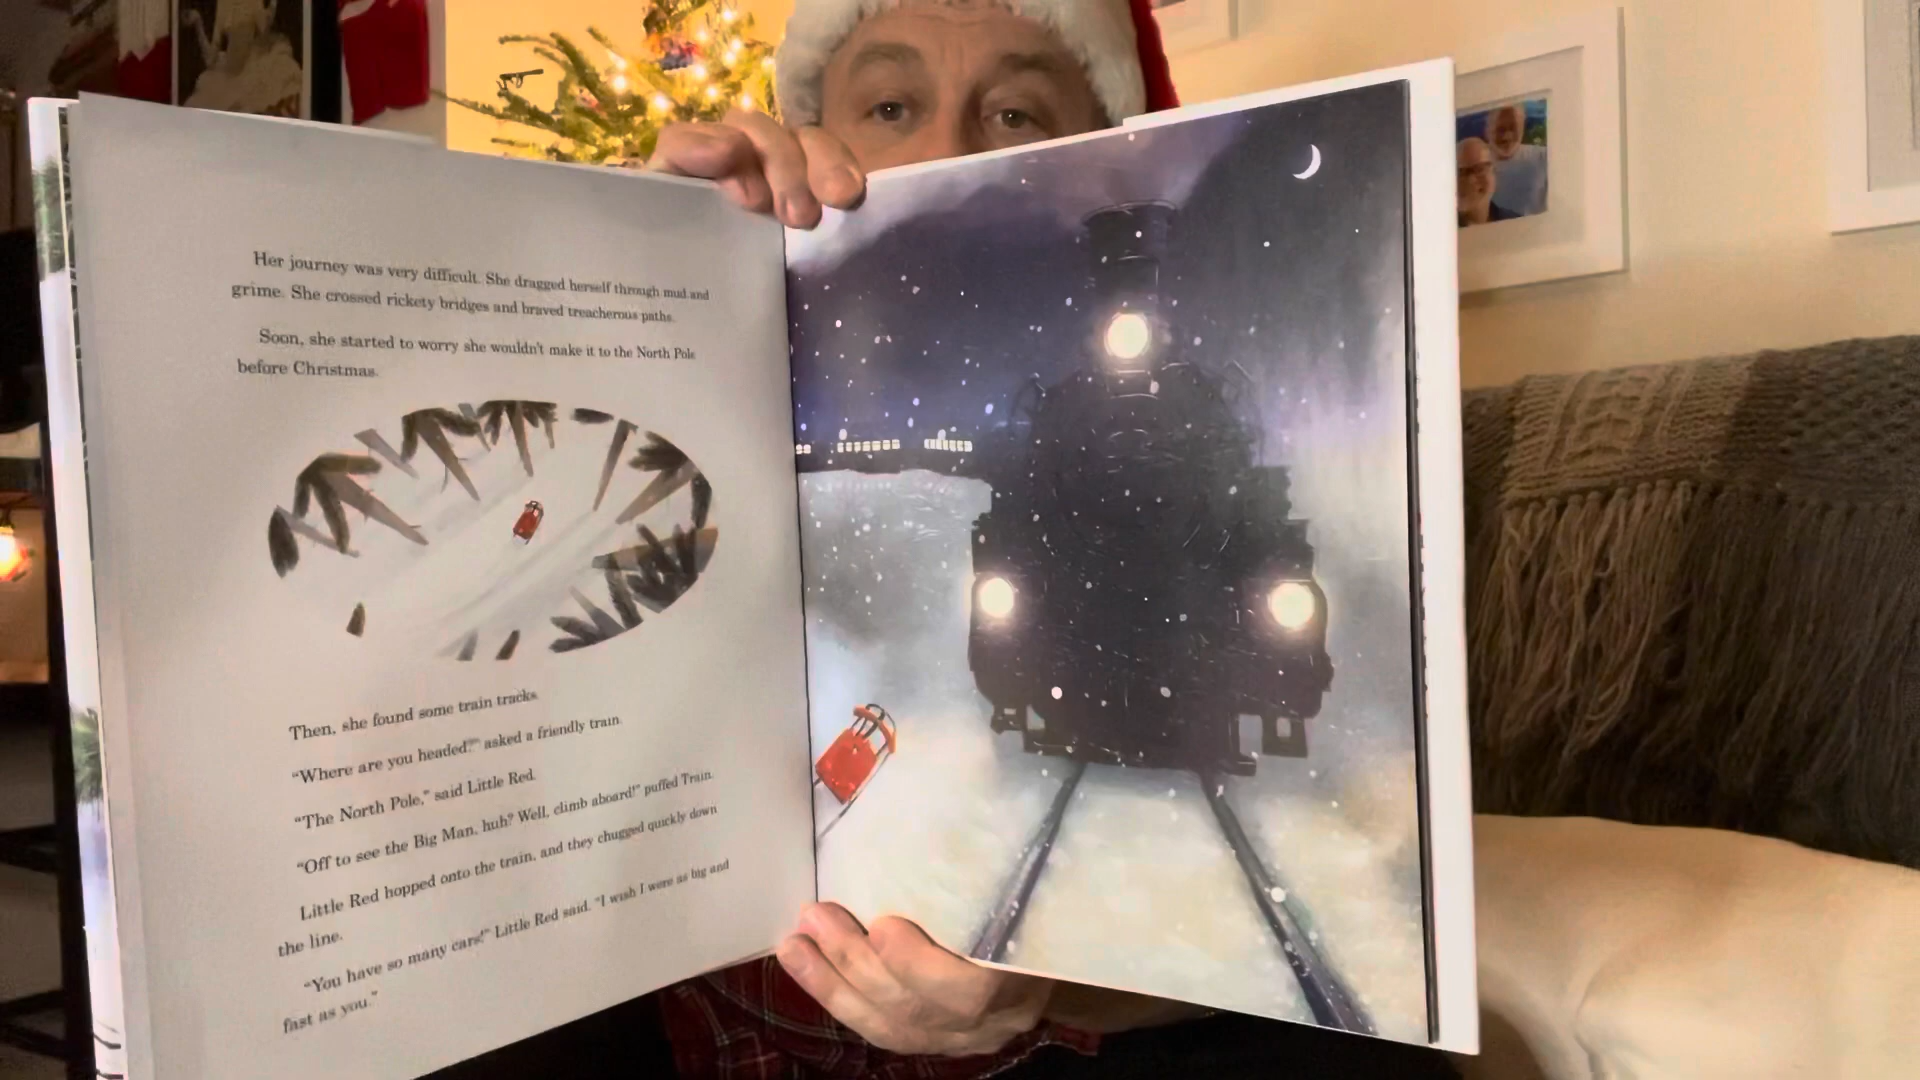 Her journey was very difficult. She dragged herself through mud and
grime. She crossed rickety bridges and braved treacherous paths.
Soon, she started to worry she wouldn't make it to the North Pole
before Christmas.
Then, she found some train tracks.
“Where are you headed?” asked a friendly train.
“The North Pole,” said Little Red.
“Off to see the Big Man, huh? Well, climb aboard!” puffed Train.
Little Red hopped onto the train, and they chugged quickly down
the line.
“You have so many cars!” Little Red said. “I wish I were as big and
fast as you.”